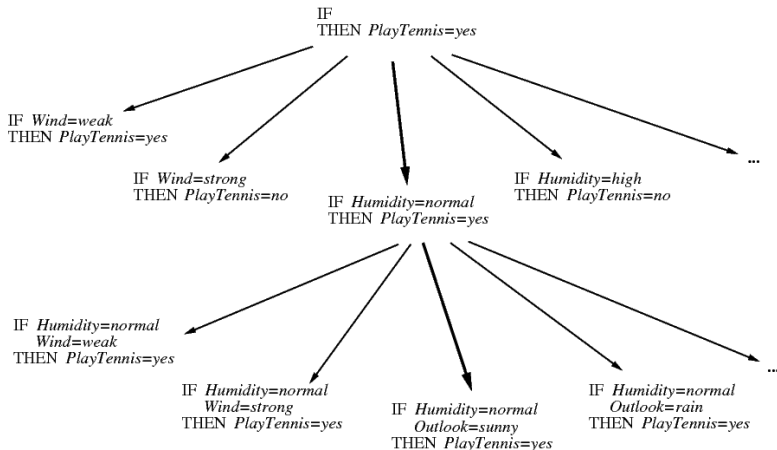 IF
THEN PlayTennis=yes
IF Wind=weak
THEN PlayTennis=yes
IF Wind=strong
THEN PlayTennis=no
IF Humidity=normal
THEN PlayTennis=yes
IF Humidity=high
THEN PlayTennis=no
...
IF Humidity=normal
Wind=weak
THEN PlayTennis=yes
IF Humidity=normal
Wind=strong
THEN PlayTennis=yes
IF Humidity=normal
Outlook=sunny
THEN PlayTennis=yes
IF Humidity=normal
Outlook=rain
THEN PlayTennis=yes
...